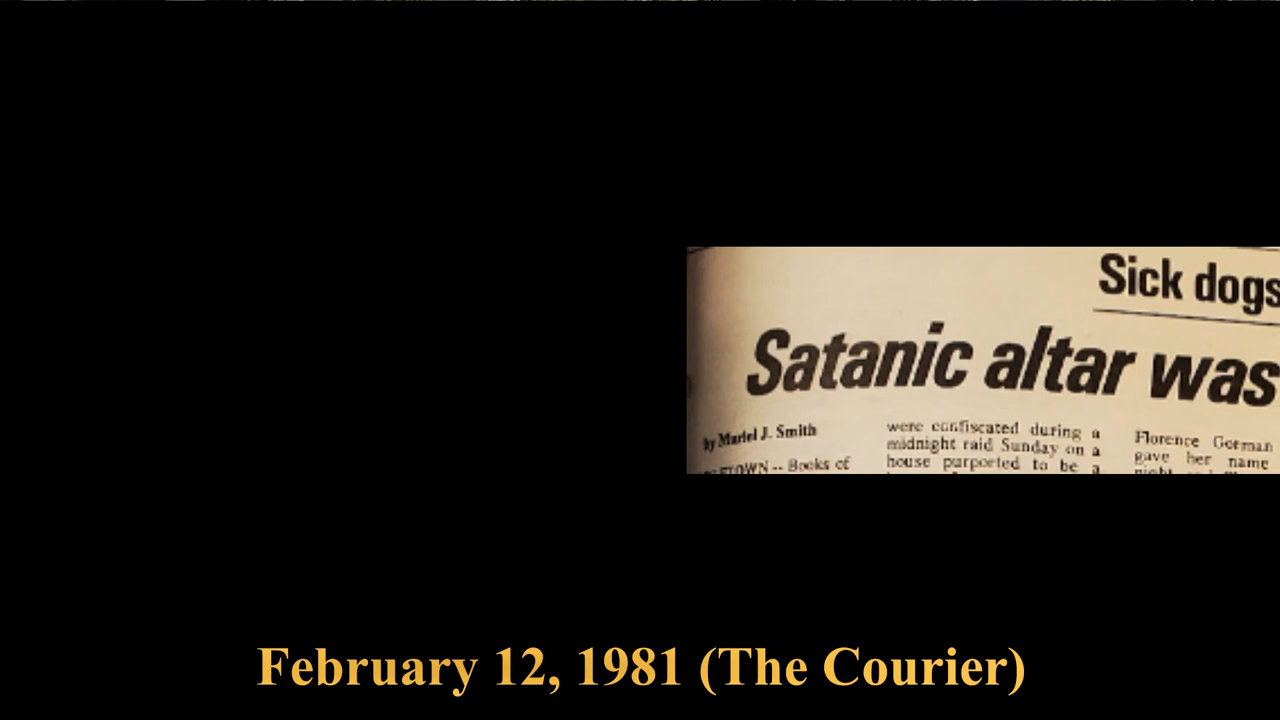 Sick dogs
Satanic altar was
by Muriel J. Smith
TOWN -- Books of
were confiscated during a
midnight raid Sunday on a
house purported to be a
Florence Gorman
gave her name
February 12, 1981 (The Courier)